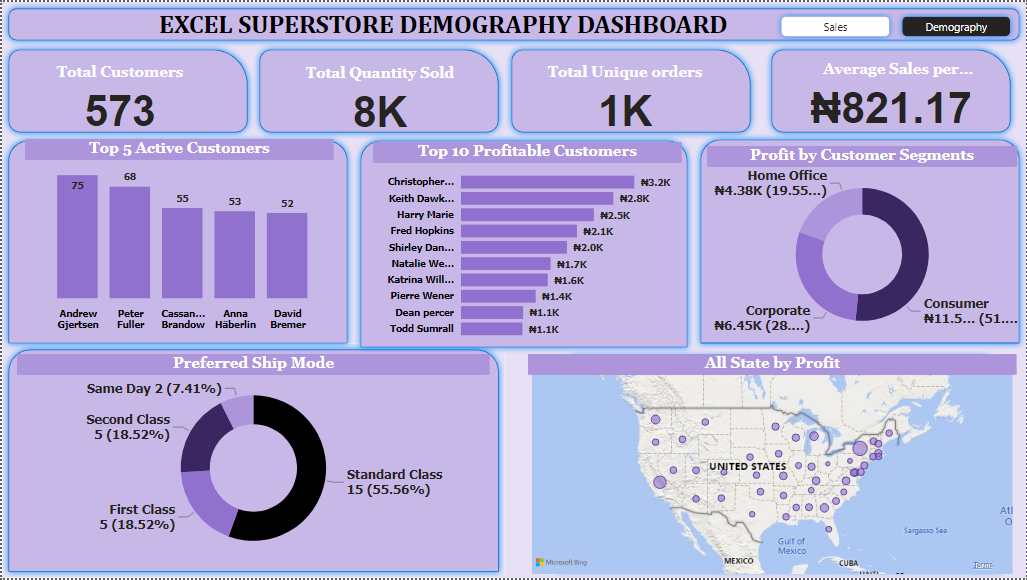 EXCEL SUPERSTORE DEMOGRAPHY DASHBOARD
Sales
Demography
Total Customers
573
Total Quantity Sold
8K
Total Unique orders
1K
Average Sales per...
₦821.17
Top 5 Active Customers
75
68
55
53
52
Andrew
Gjertsen
Peter
Fuller
Cassan...
Brandow
Anna
Häberlin
David
Bremer
Top 10 Profitable Customers
Christopher... ₦3.2K
Keith Dawk... ₦2.8K
Harry Marie ₦2.5K
Fred Hopkins ₦2.1K
Shirley Dan... ₦2.0K
Natalie We... ₦1.7K
Katrina Will... ₦1.6K
Pierre Wener ₦1.4K
Dean percer ₦1.1K
Todd Sumrall ₦1.1K
Profit by Customer Segments
Home Office
₦4.38K (19.55...)
Corporate
₦6.45K (28....)
Consumer
₦11.5... (51....
Preferred Ship Mode
Same Day 2 (7.41%)
Second Class
5 (18.52%)
First Class
5 (18.52%)
Standard Class
15 (55.56%)
All State by Profit
UNITED STATES
Atl
O
Sargasso Sea
Gulf of
Mexico
MEXICO
CUBA
Microsoft Bing
Terms